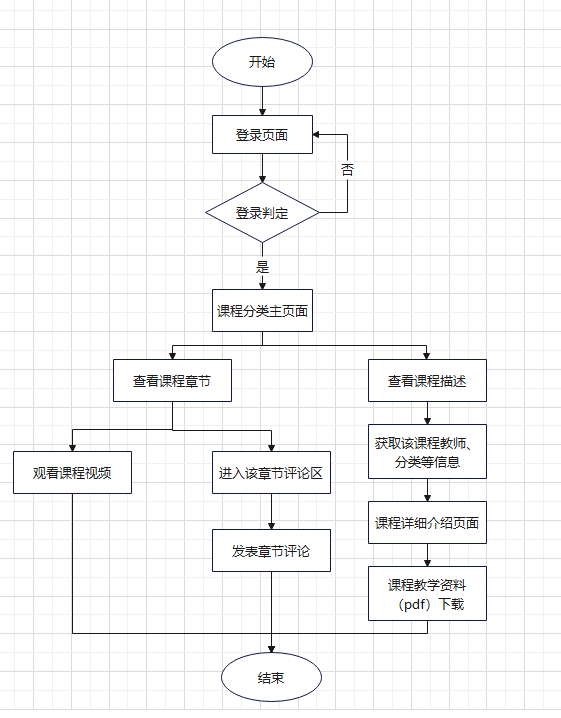 开始
登录页面
否
登录判定
是
课程分类主页面
查看课程章节
查看课程描述
获取该课程教师、
分类等信息
观看课程视频
进入该章节评论区
课程详细介绍页面
发表章节评论
课程教学资料
（pdf）下载
结束